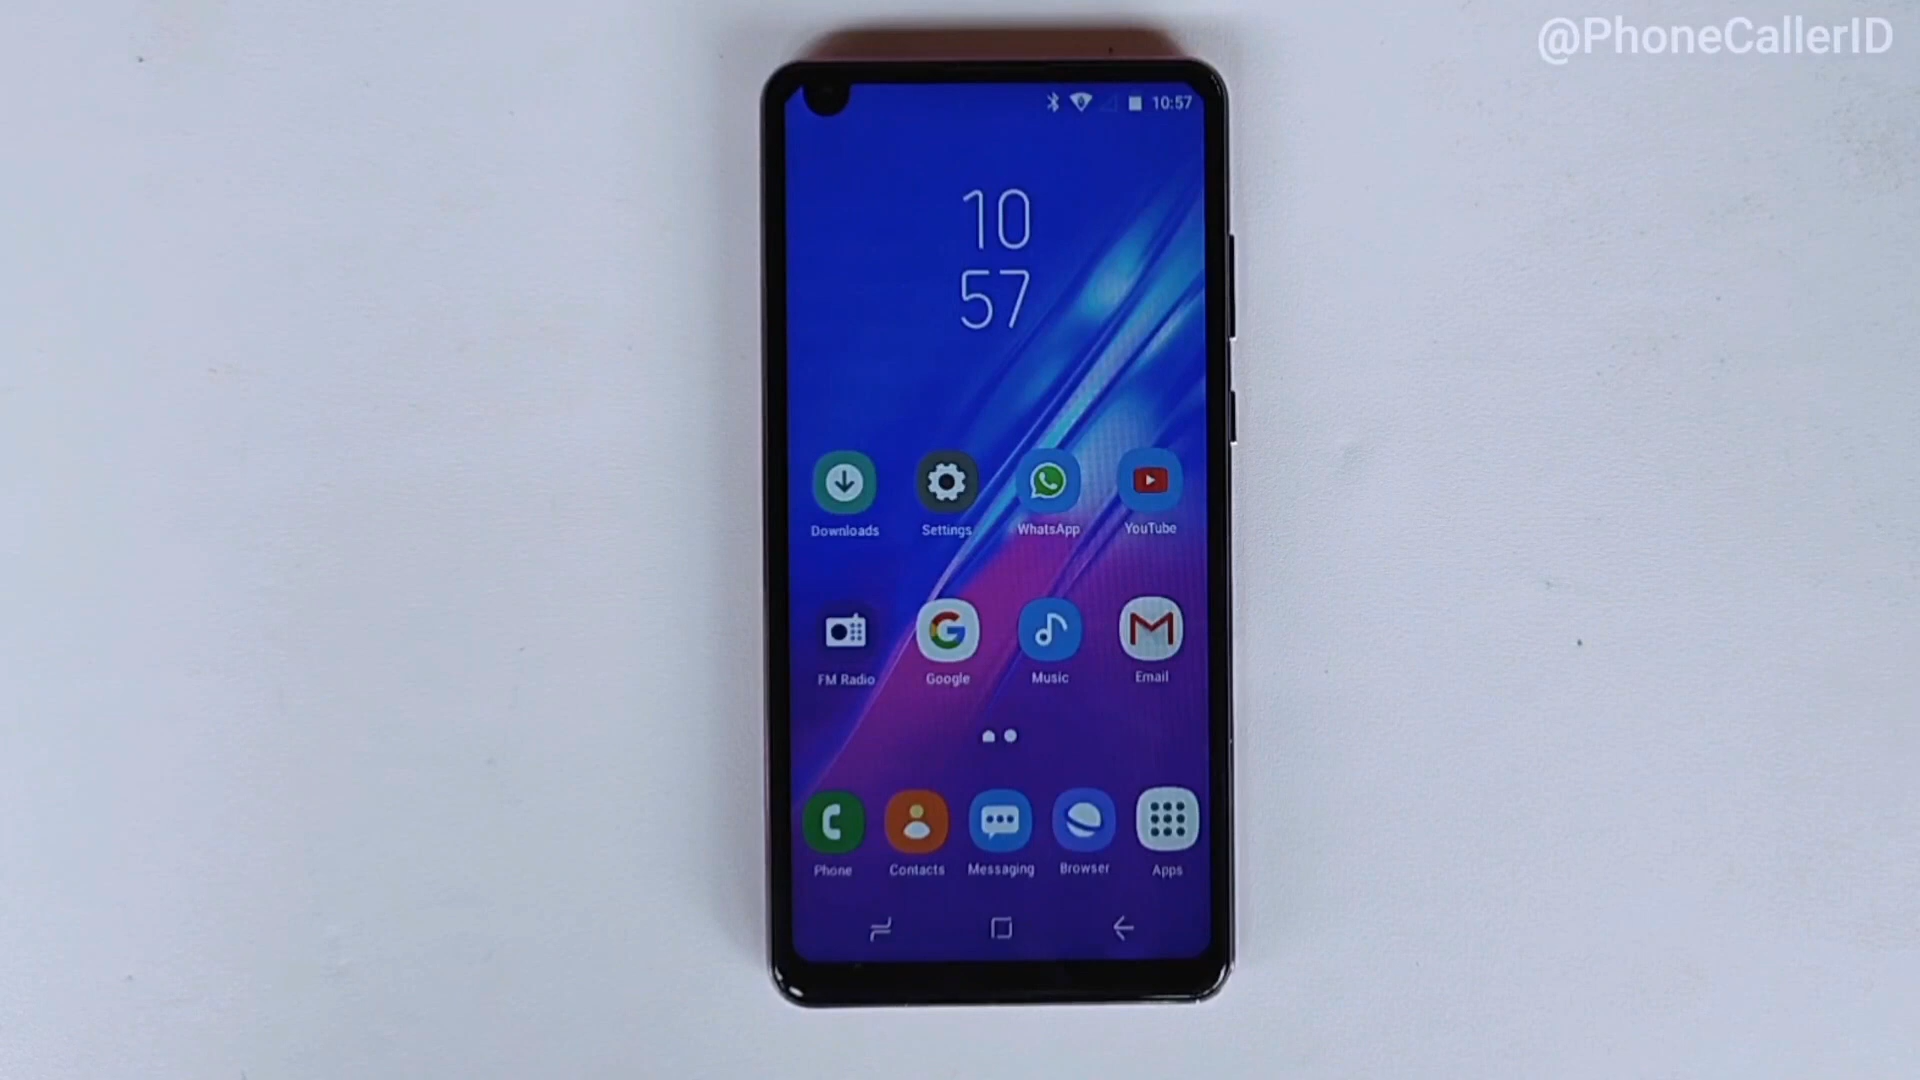 @PhoneCallerID
10:57
10
57
Downloads Settings WhatsApp YouTube
FM Radio Google Music Email
Phone Contacts Messaging Browser Apps